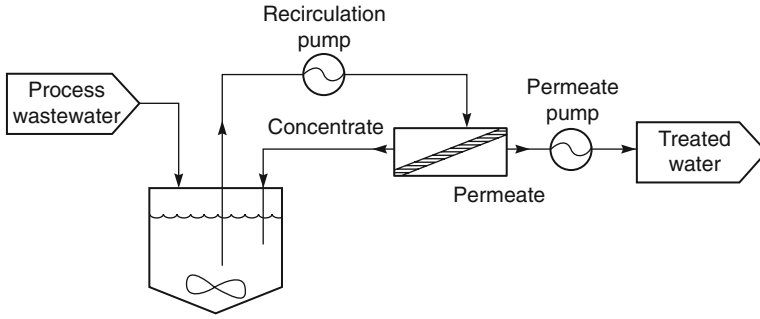 Recirculation
pump
Process
wastewater
Permeate
pump
Concentrate
Treated
water
Permeate